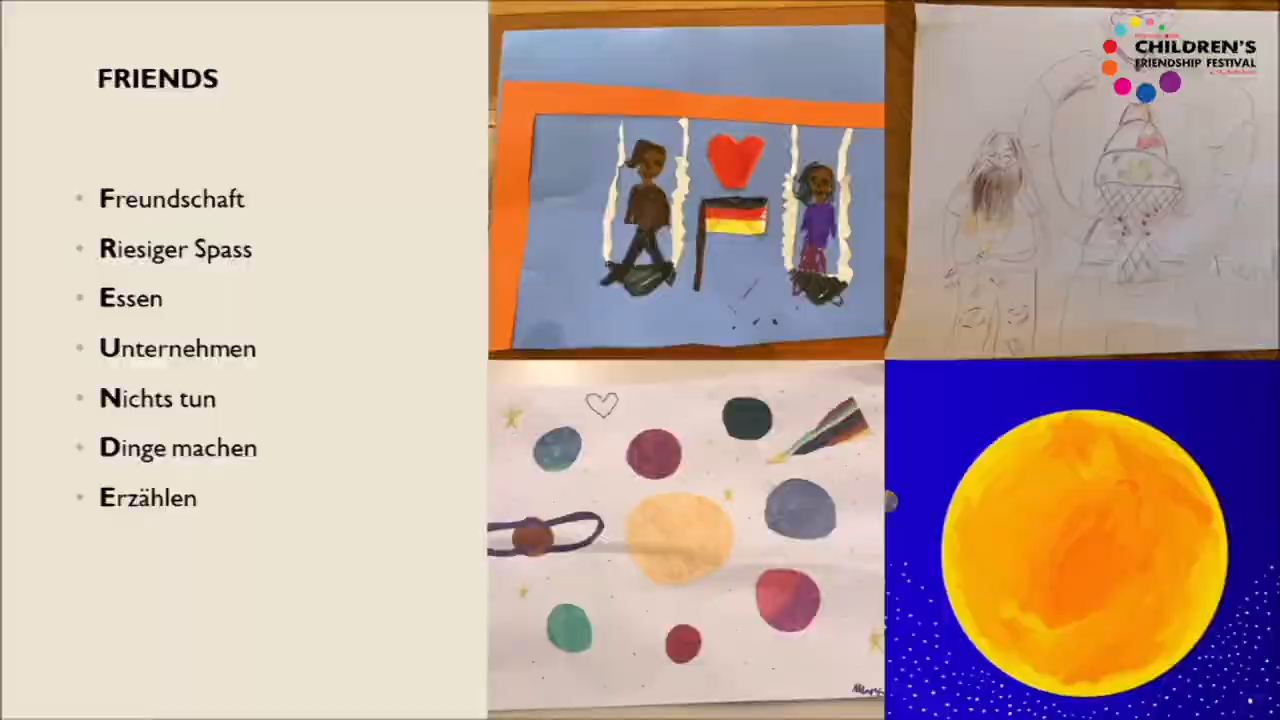 FRIENDS
Freundschaft
Riesiger Spass
Essen
Unternehmen
Nichts tun
Dinge machen
Erzählen
CHILDREN'S
FRIENDSHIP FESTIVAL